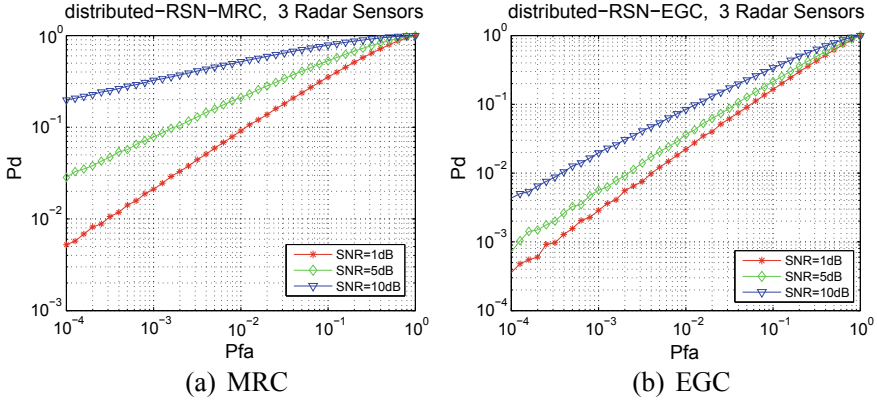 distributed−RSN−MRC, 3 Radar Sensors
10^0
10^−1
10^−2
10^−3
Pd
10^−4
10^−3
10^−2
10^−1
10^0
Pfa
SNR=1dB
SNR=5dB
SNR=10dB
(a) MRC
distributed−RSN−EGC, 3 Radar Sensors
10^0
10^−1
10^−2
10^−3
10^−4
Pd
10^−4
10^−3
10^−2
10^−1
10^0
Pfa
SNR=1dB
SNR=5dB
SNR=10dB
(b) EGC